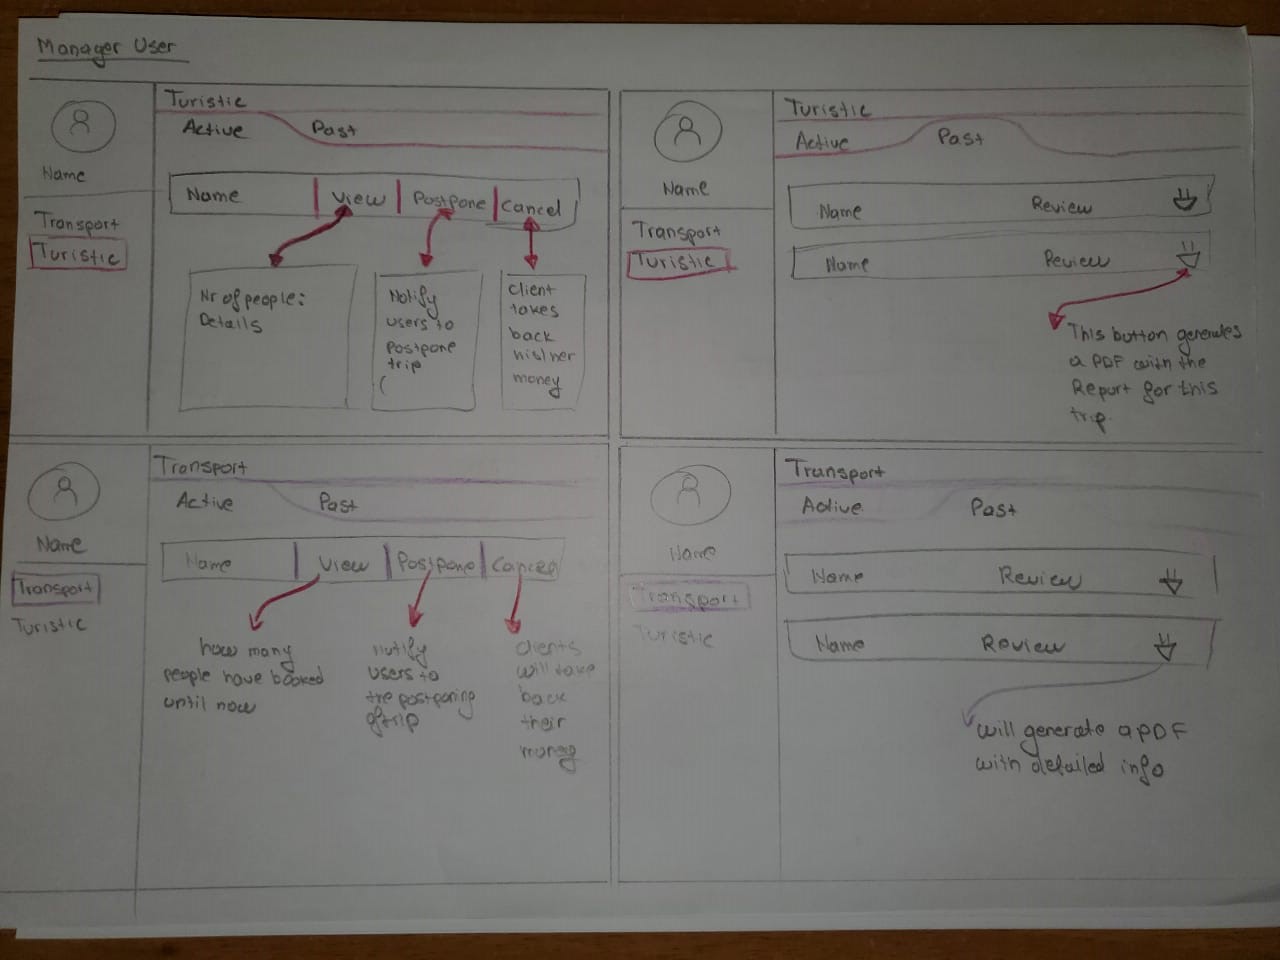 Manager User
Name
Transport
Turistic
Turistic
Active Past
Name View Postpone Cancel
Nr of people:
Details
Notify
users to
postpone
trip
(
client
takes
back
his/her
money
Name
Transport
Turistic
Turistic
Active Past
Name Review
Name Review
This button generates
a PDF with the
Report for this
trip.
Name
Transport
Turistic
Transport
Active Past
Name View Postpone Cancel
how many
people have booked
until now
Notify
users to
the postponing
of trip
clients
will take
back
their
money
Name
Transport
Turistic
Transport
Active Past
Name Review
Name Review
will generate a PDF
with detailed info